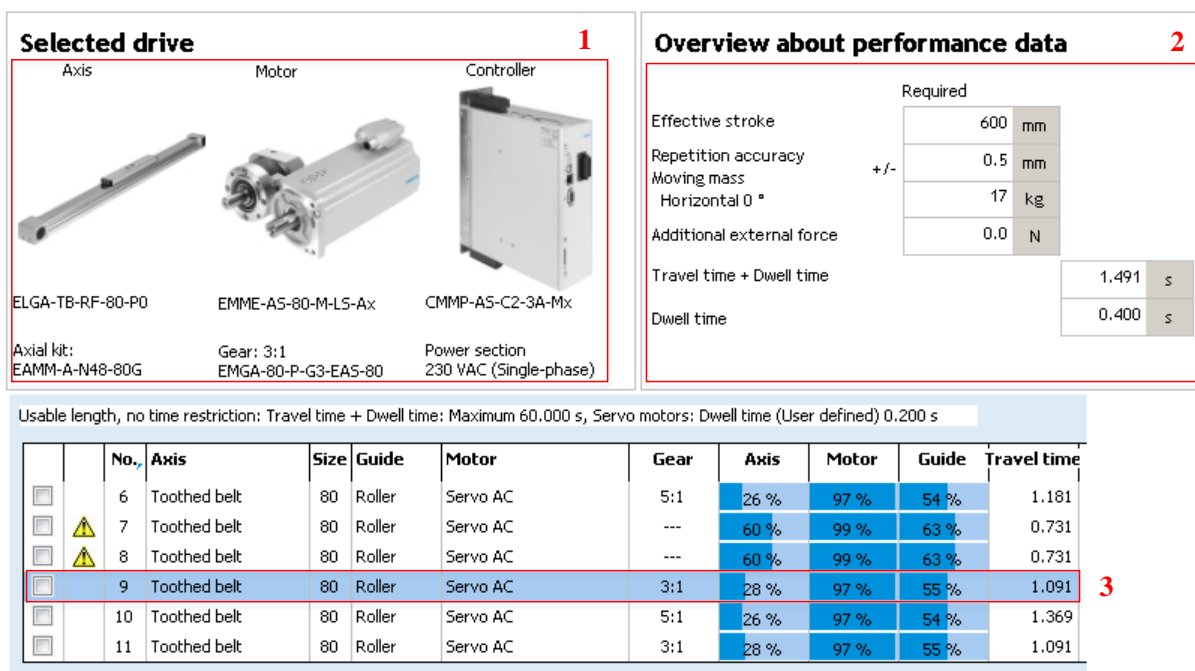 Selected drive 1
Axis Motor Controller
ELGA-TB-RF-80-P0 EMME-AS-80-M-LS-Ax CMMP-AS-C2-3A-Mx
Axial kit: Gear: 3:1 Power section
EAMM-A-N48-80G EMGA-80-P-G3-EAS-80 230 VAC (Single-phase)
Overview about performance data 2
Required
Effective stroke 600 mm
Repetition accuracy +/- 0.5 mm
Moving mass
Horizontal 0 ° 17 kg
Additional external force 0.0 N
Travel time + Dwell time 1.491 s
Dwell time 0.400 s
Usable length, no time restriction: Travel time + Dwell time: Maximum 60.000 s, Servo motors: Dwell time (User defined) 0.200 s
No. Axis Size Guide Motor Gear Axis Motor Guide Travel time
6 Toothed belt 80 Roller Servo AC 5:1 26 % 97 % 54 % 1.181
7 Toothed belt 80 Roller Servo AC --- 60 % 99 % 63 % 0.731
8 Toothed belt 80 Roller Servo AC --- 60 % 99 % 63 % 0.731
9 Toothed belt 80 Roller Servo AC 3:1 28 % 97 % 55 % 1.091 3
10 Toothed belt 80 Roller Servo AC 5:1 26 % 97 % 54 % 1.369
11 Toothed belt 80 Roller Servo AC 3:1 28 % 97 % 55 % 1.091